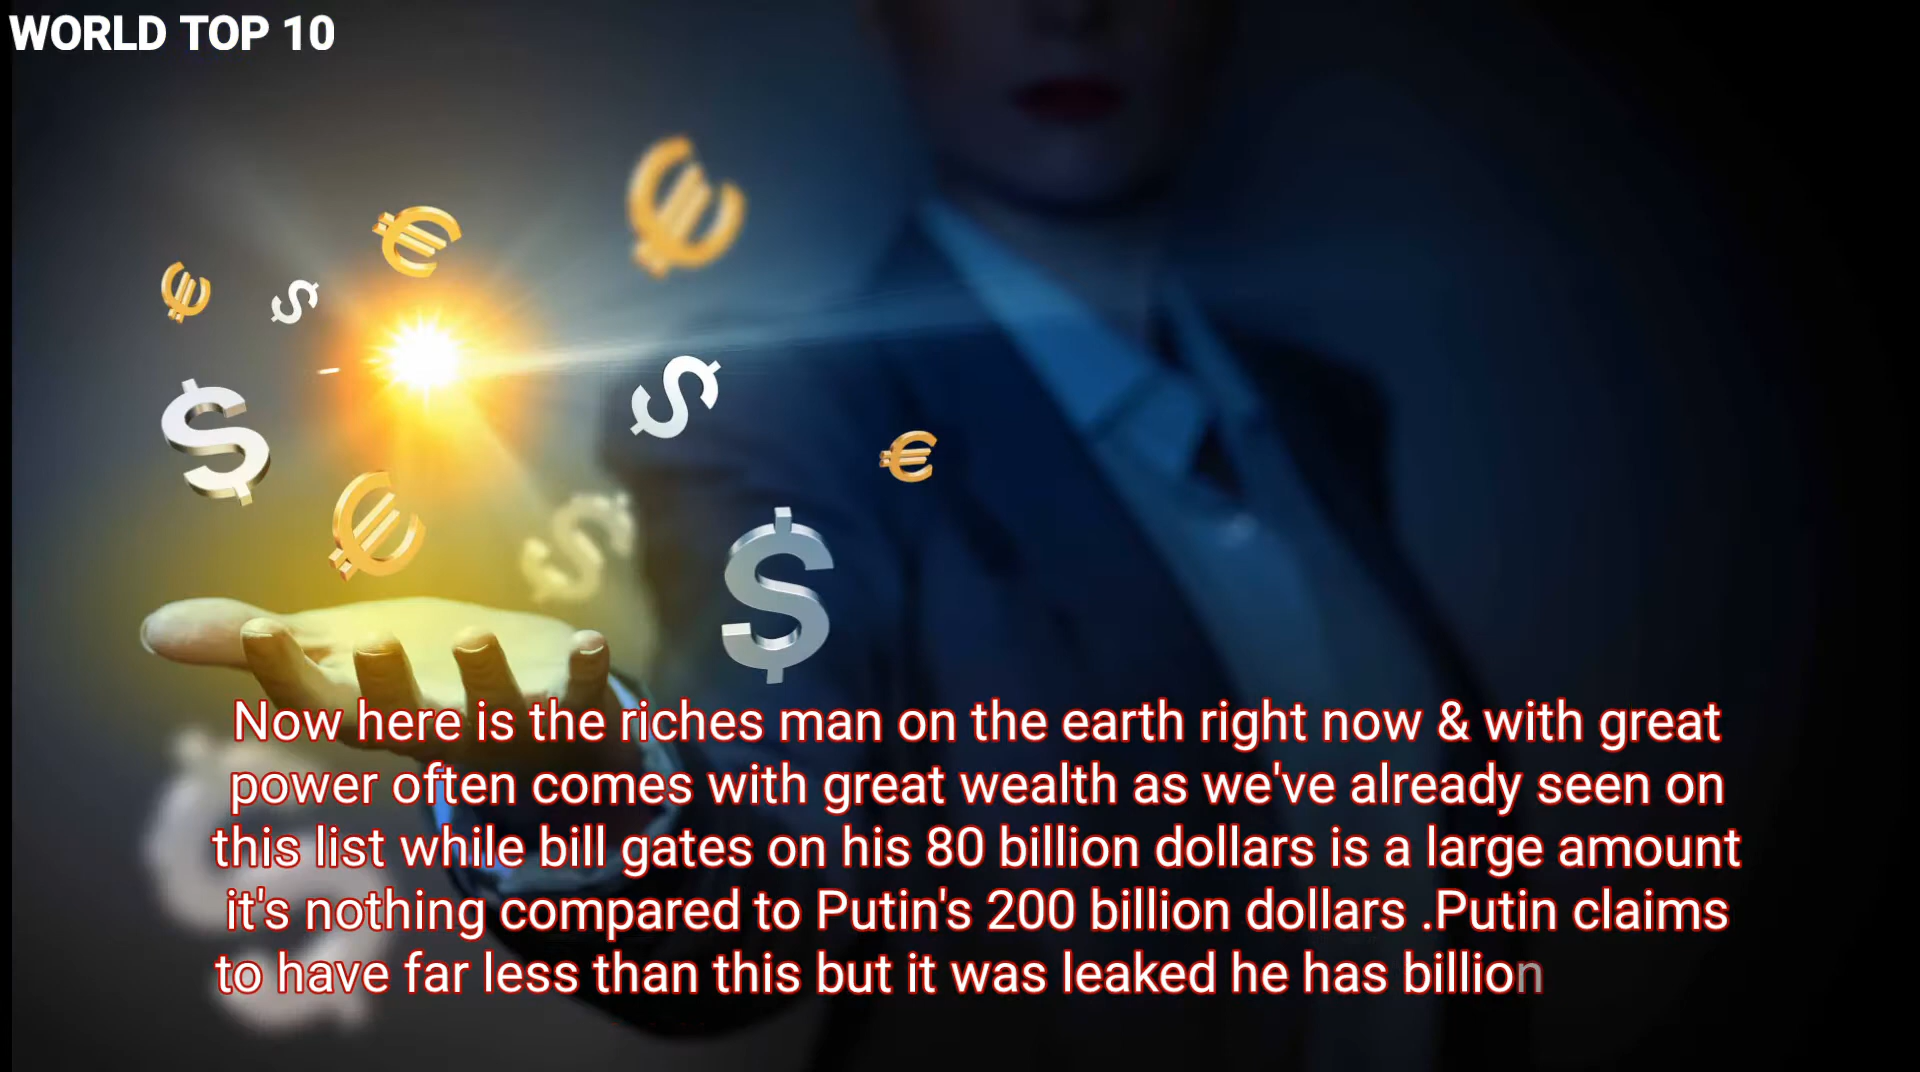 WORLD TOP 10
Now here is the riches man on the earth right now & with great
power often comes with great wealth as we've already seen on
this list while bill gates on his 80 billion dollars is a large amount
it's nothing compared to Putin's 200 billion dollars .Putin claims
to have far less than this but it was leaked he has billion